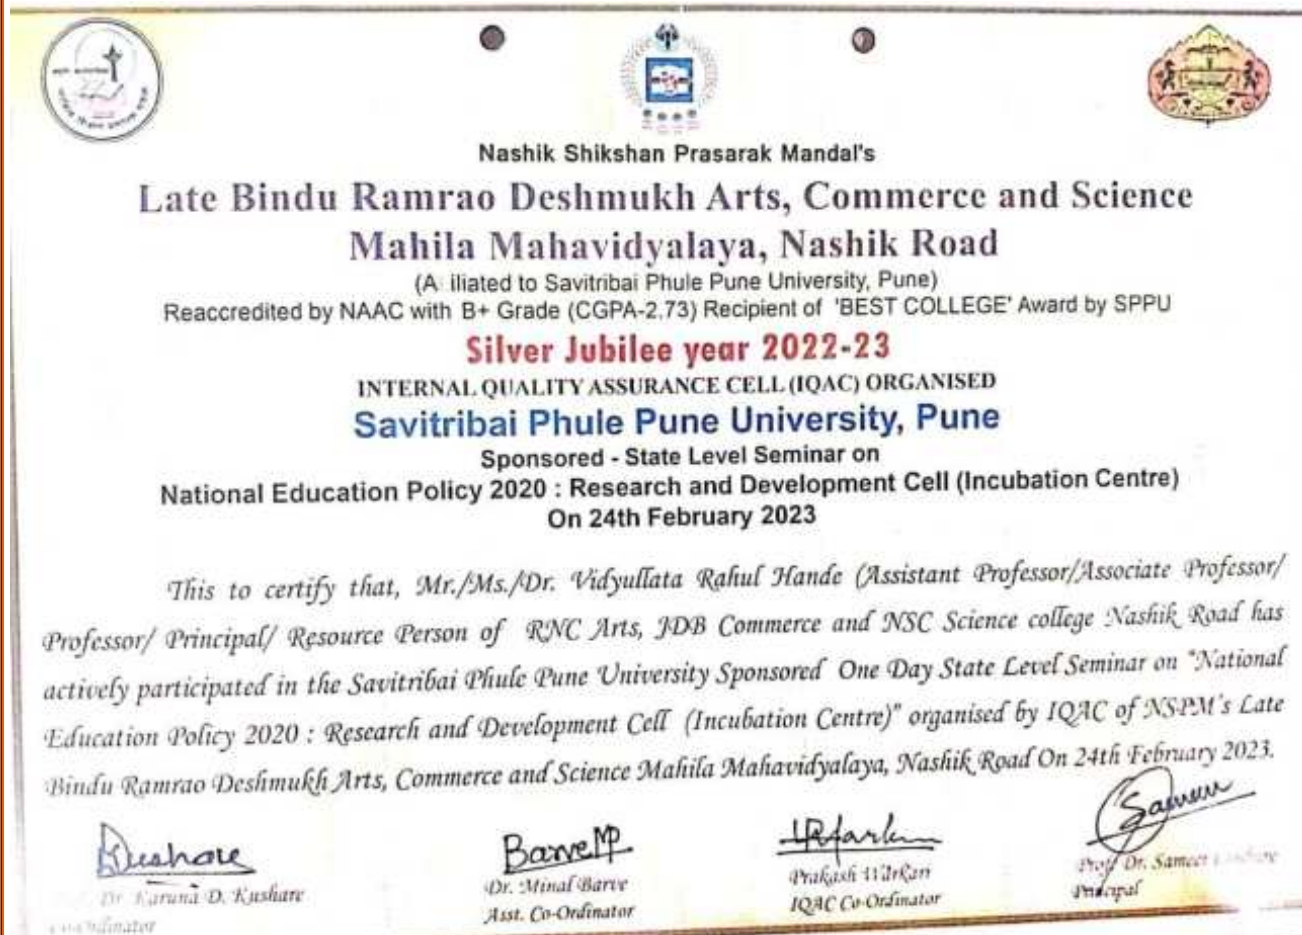 Nashik Shikshan Prasarak Mandal's
Late Bindu Ramrao Deshmukh Arts, Commerce and Science
Mahila Mahavidyalaya, Nashik Road
(A iliated to Savitribai Phule Pune University, Pune)
Reaccredited by NAAC with B+ Grade (CGPA-2.73) Recipient of 'BEST COLLEGE' Award by SPPU
Silver Jubilee year 2022-23
INTERNAL QUALITY ASSURANCE CELL (IQAC) ORGANISED
Savitribai Phule Pune University, Pune
Sponsored - State Level Seminar on
National Education Policy 2020 : Research and Development Cell (Incubation Centre)
On 24th February 2023
This to certify that, Mr./Ms./Dr. Vidyullata Rahul Hande (Assistant Professor/Associate Professor/
Professor/ Principal/ Resource Person of RNC Arts, JDB Commerce and NSC Science college Nashik Road has
actively participated in the Savitribai Phule Pune University Sponsored One Day State Level Seminar on "National
Education Policy 2020 : Research and Development Cell (Incubation Centre)" organised by IQAC of NSPM's Late
Bindu Ramrao Deshmukh Arts, Commerce and Science Mahila Mahavidyalaya, Nashik Road On 24th February 2023.
Kushare
Barve MP
Dr. Karuna D. Kushare
Co-Ordinator
Dr. Minal Barve
Asst. Co-Ordinator
Prakash Warkari
IQAC Co-Ordinator
Prof. Dr. Sameer
Principal